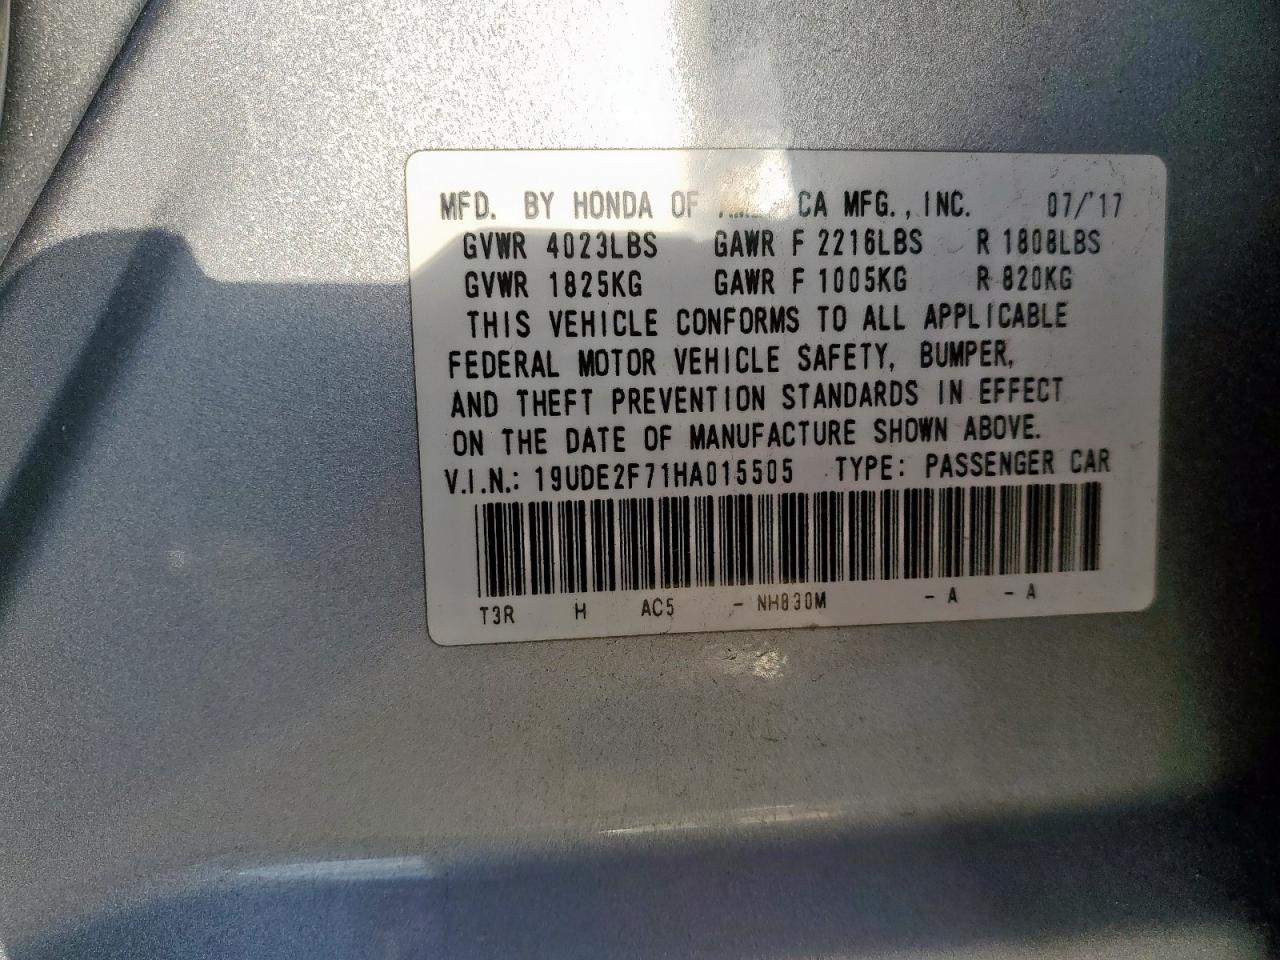 MFD. BY HONDA OF CA MFG., INC. 07/'17
GVWR 4023LBS GAWR F 2216LBS R 1808LBS
GVWR 1825KG GAWR F 1005KG R 820KG
THIS VEHICLE CONFORMS TO ALL APPLICABLE
FEDERAL MOTOR VEHICLE SAFETY, BUMPER,
AND THEFT PREVENTION STANDARDS IN EFFECT
ON THE DATE OF MANUFACTURE SHOWN ABOVE.
V.I.N.: 19UDE2F71HA015505 TYPE: PASSENGER CAR
T3R H AC5 - NH830M - A - A